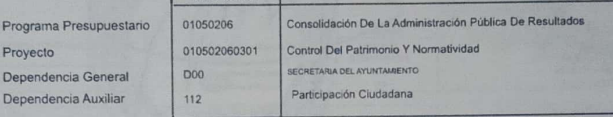 Programa Presupuestario 01050206 Consolidación De La Administración Pública De Resultados
Proyecto 010502060301 Control Del Patrimonio Y Normatividad
Dependencia General D00 SECRETARIA DEL AYUNTAMIENTO
Dependencia Auxiliar 112 Participación Ciudadana